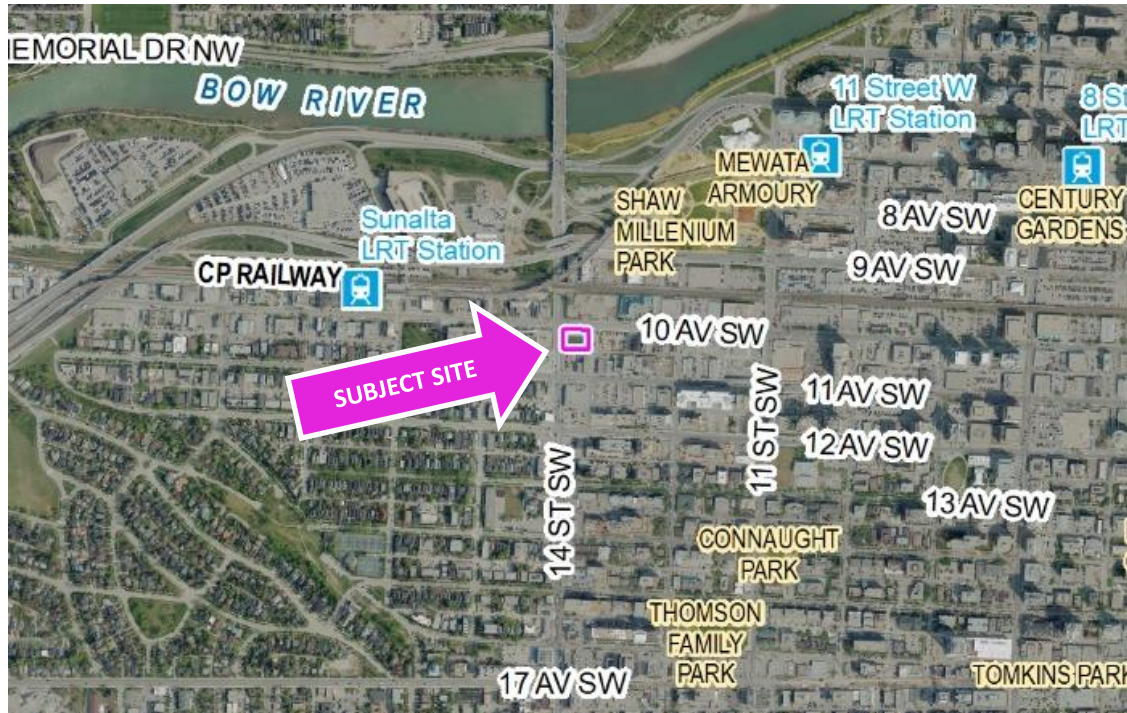 MEMORIAL DR NW
BOW RIVER
11 Street W
LRT Station
8 St
LRT
MEWATA
ARMOURY
SHAW
MILLENIUM
PARK
CENTURY
GARDENS
8 AV SW
9 AV SW
Sunalta
LRT Station
CP RAILWAY
10 AV SW
SUBJECT SITE
11 AV SW
11 ST SW
12 AV SW
14 ST SW
13 AV SW
CONNAUGHT
PARK
THOMSON
FAMILY
PARK
17 AV SW
TOMKINS PARK